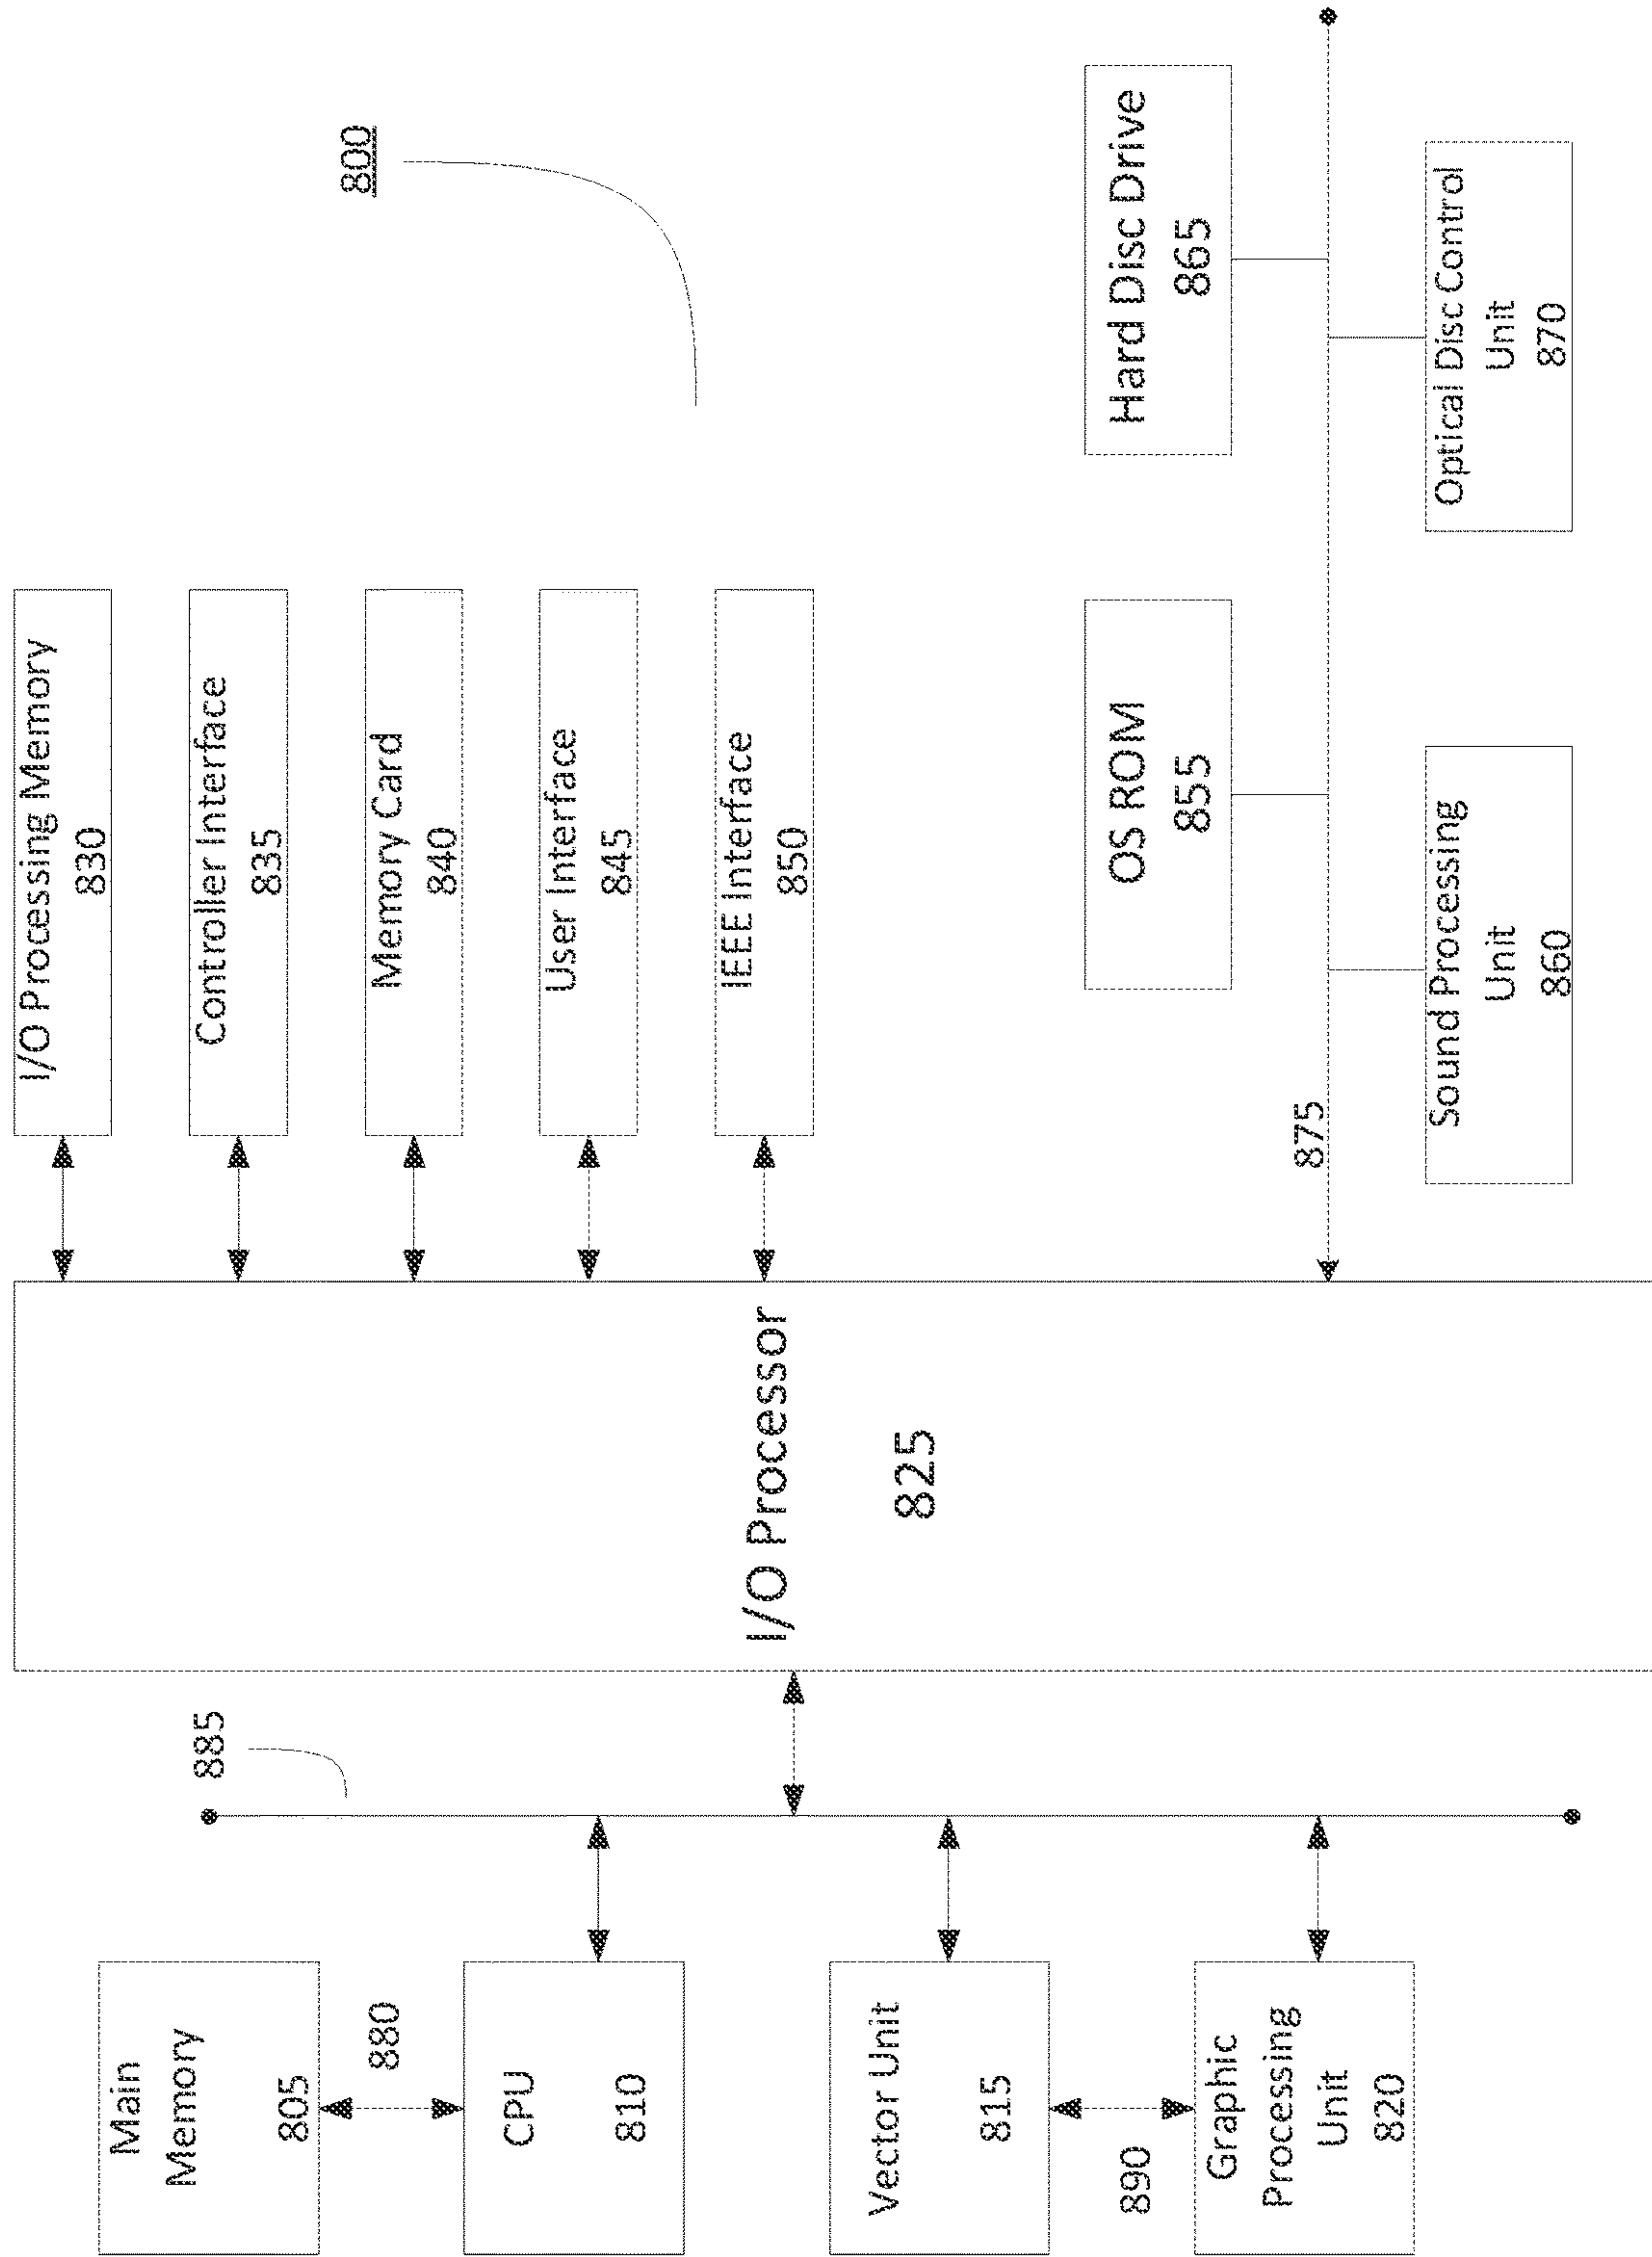 Main
Memory
805
880
CPU
810
Vector Unit
815
890
Graphic
Processing
Unit
820
885
I/O Processor
825
I/O Processing Memory
830
Controller Interface
835
Memory Card
840
User Interface
845
IEEE Interface
850
800
OS ROM
855
Hard Disc Drive
865
875
Sound Processing
Unit
860
Optical Disc Control
Unit
870